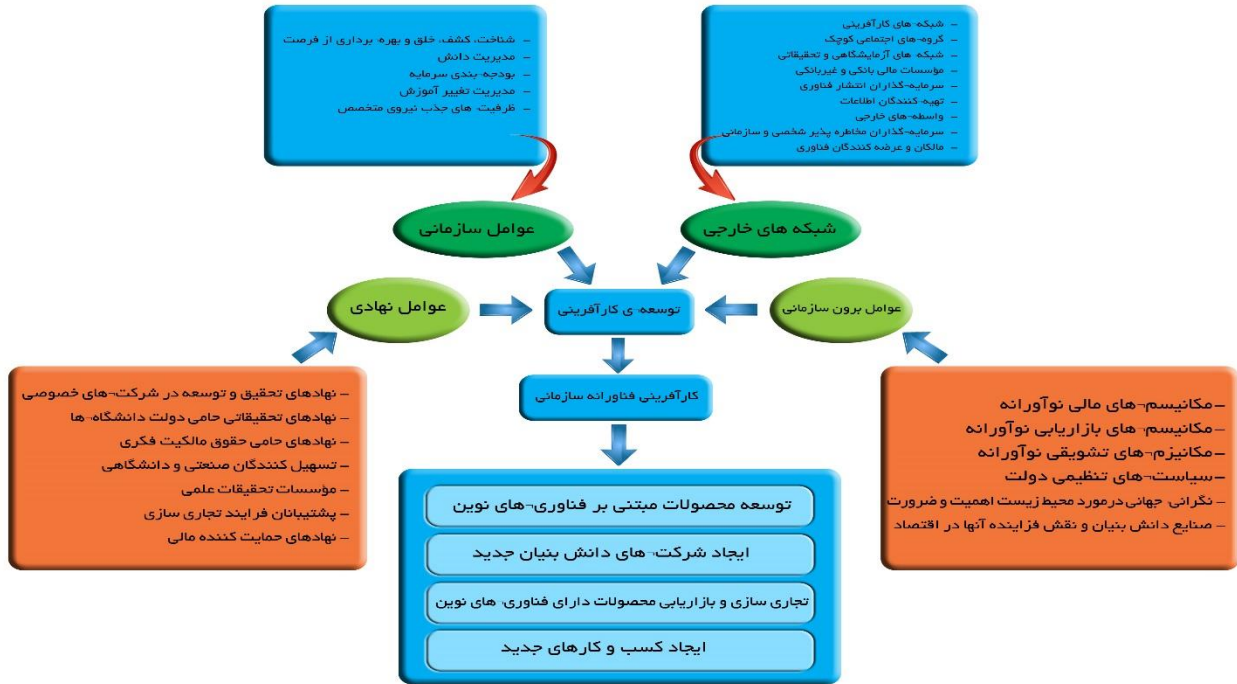 – شبکه¬های کارآفرینی
– گروه¬های اجتماعی کوچک
– شبکه¬ های آزمایشگاهی و تحقیقاتی
– مؤسسات مالی بانکی و غیربانکی
– سرمایه¬گذاران انتشار فناوری
– تهیه¬کنندگان اطلاعات
– واسطه¬های خارجی
– سرمایه¬گذاران مخاطره پذیر شخصی و سازمانی
– مالکان و عرضه کنندگان فناوری
– شناخت، کشف، خلق و بهره¬ برداری از فرصت
– مدیریت دانش
– بودجه¬ بندی سرمایه
– مدیریت تغییر آموزش
– ظرفیت¬ های جذب نیروی متخصص
شبکه های خارجی
عوامل سازمانی
عوامل برون سازمانی
توسعه¬ ی کارآفرینی
عوامل نهادی
– مکانیسم¬های مالی نوآورانه
– مکانیسم¬های بازاریابی نوآورانه
– مکانیزم¬های تشویقی نوآورانه
– سیاست¬های تنظیمی دولت
– نگرانی¬ جهانی درمورد محیط زیست اهمیت و ضرورت
– صنایع دانش بنیان و نقش فزاینده آنها در اقتصاد
کارآفرینی فناورانه سازمانی
– نهادهای تحقیق و توسعه در شرکت¬های خصوصی
– نهادهای تحقیقاتی حامی دولت دانشگاه¬ها
– نهادهای حامی حقوق مالکیت فکری
– تسهیل کنندگان صنعتی و دانشگاهی
– مؤسسات تحقیقات علمی
– پشتیبانان فرایند تجاری سازی
– نهادهای حمایت کننده مالی
توسعه محصولات مبتنی بر فناوری¬های نوین
ایجاد شرکت¬های دانش بنیان جدید
تجاری سازی و بازاریابی محصولات دارای فناوری¬ های نوین
ایجاد کسب و کارهای جدید